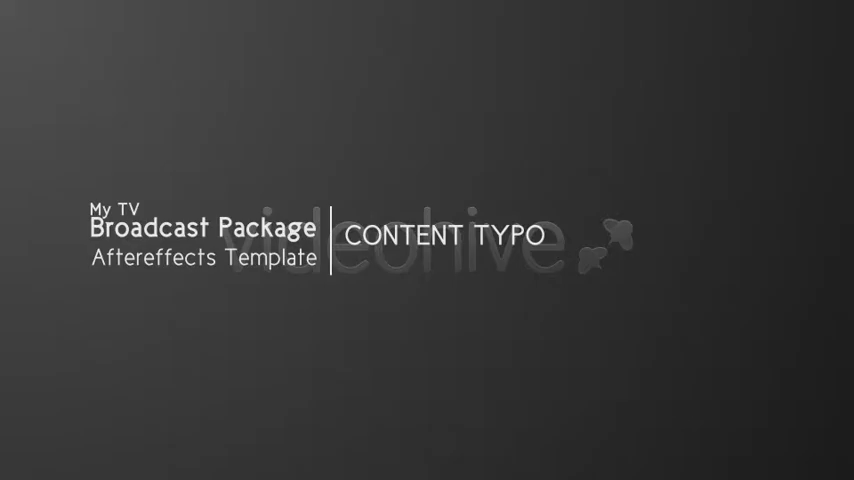 My TV
Broadcast Package
Aftereffects Template
CONTENT TYPO
videohive